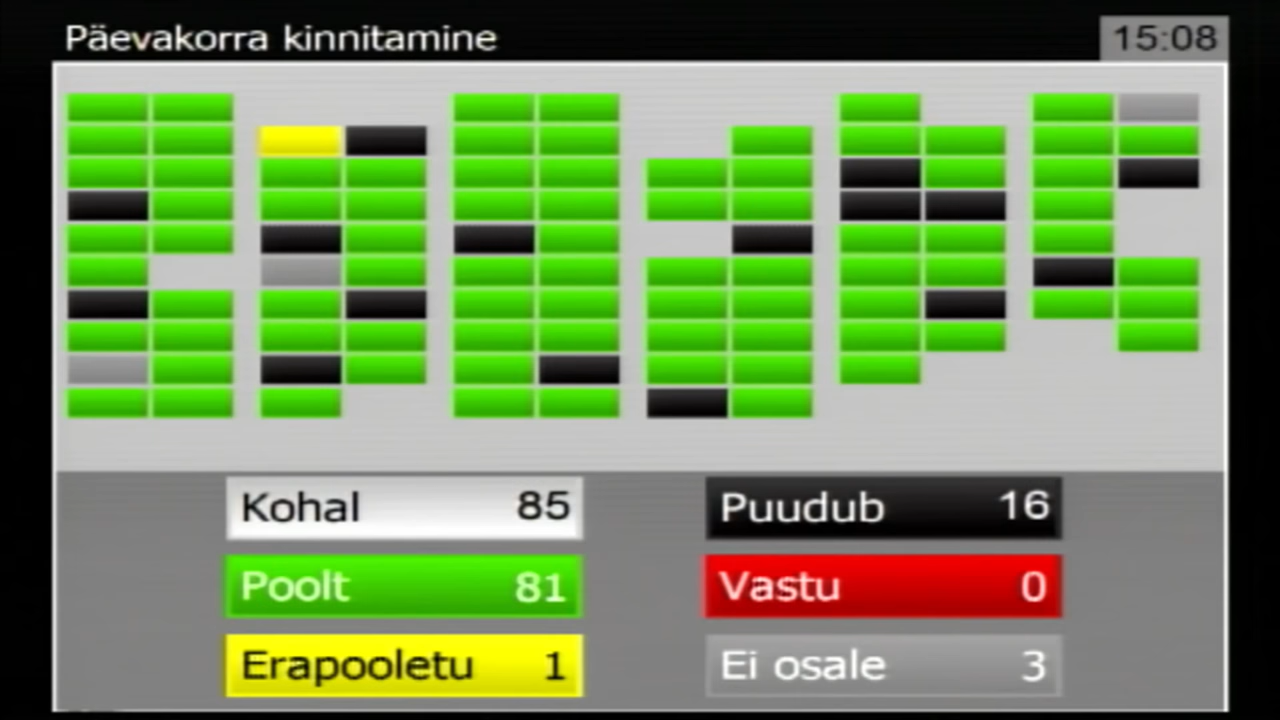 Päevakorra kinnitamine 15:08
Kohal 85 Puudub 16
Poolt 81 Vastu 0
Erapooletu 1 Ei osale 3